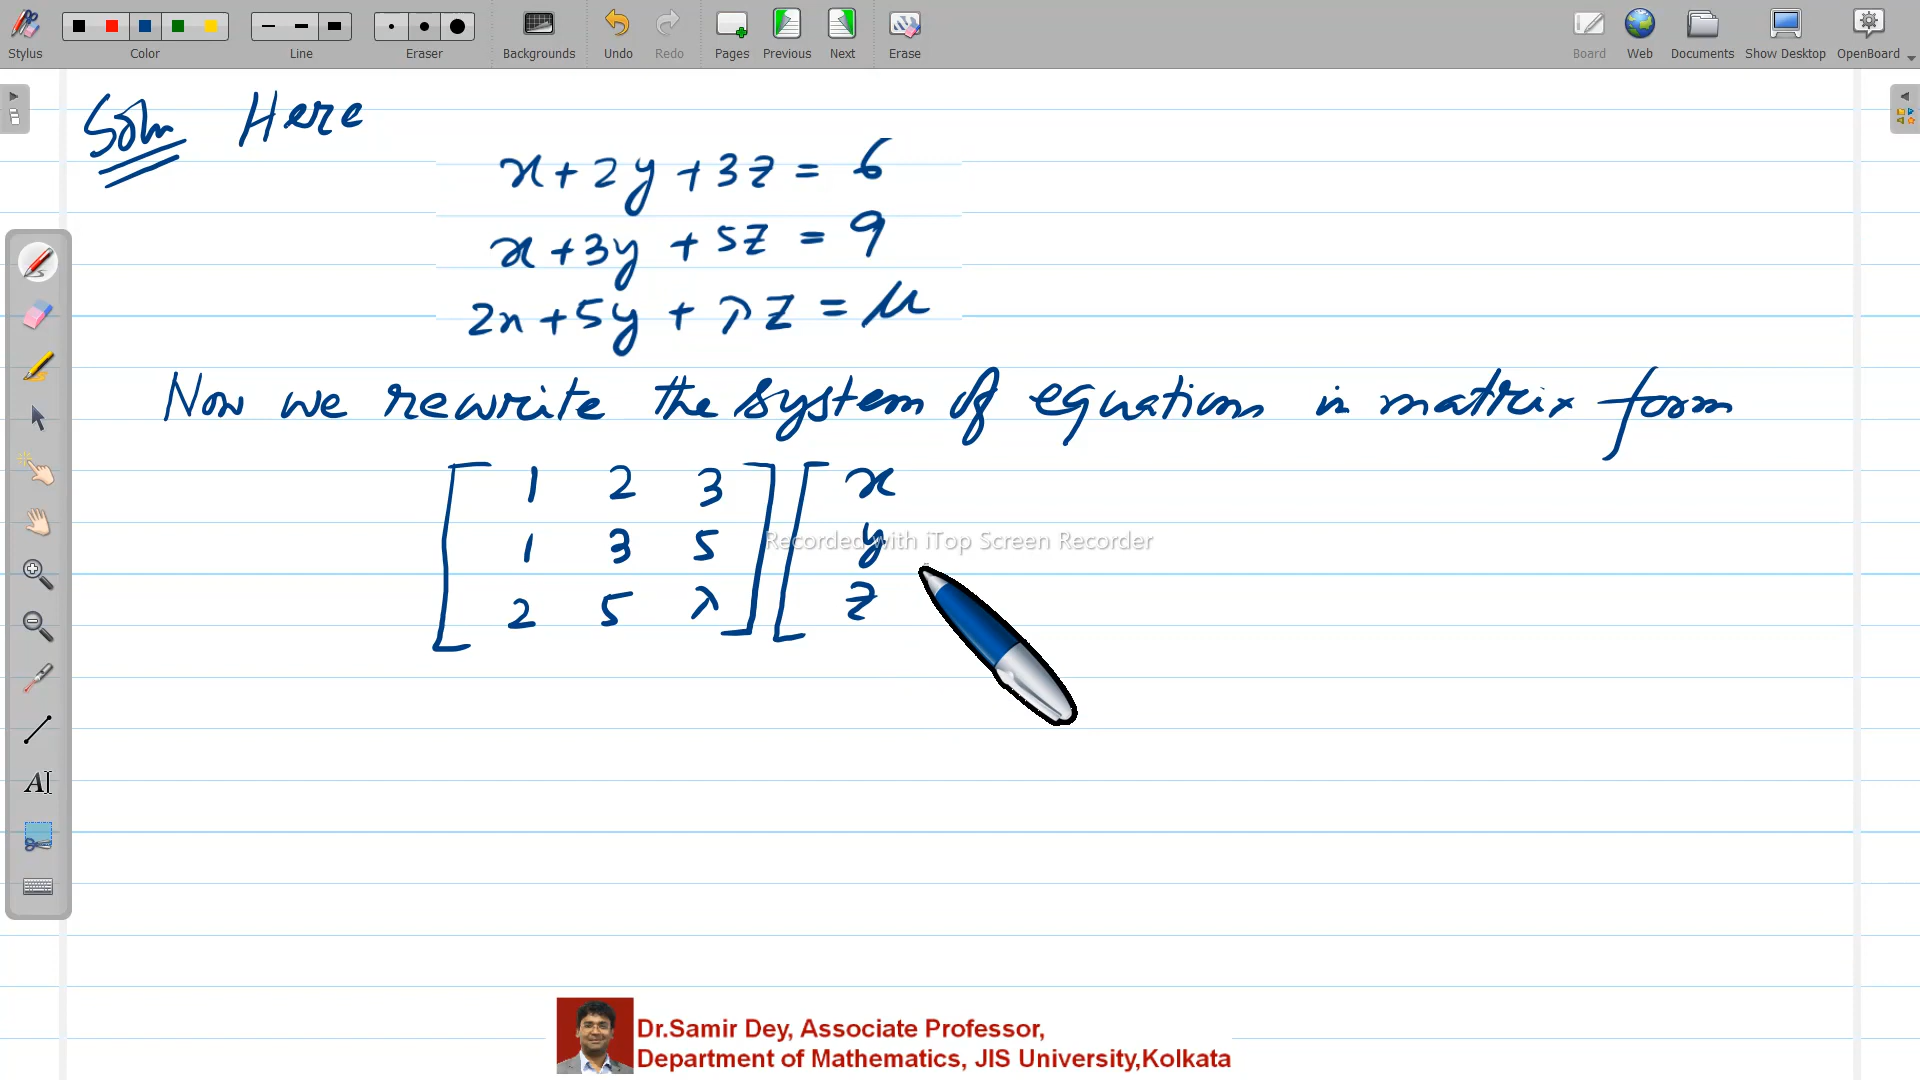 Stylus Color Line Eraser Backgrounds Undo Redo Pages Previous Next Erase Board Web Documents Show Desktop OpenBoard
Soln Here
x + 2y + 3z = 6
x + 3y + 5z = 9
2x + 5y + λz = μ
Now we rewrite the system of equations in matrix form
[ 1 2 3 ] [ x
1 3 5 y
2 5 λ z
Recorded with iTop Screen Recorder
AI
Dr.Samir Dey, Associate Professor,
Department of Mathematics, JIS University,Kolkata